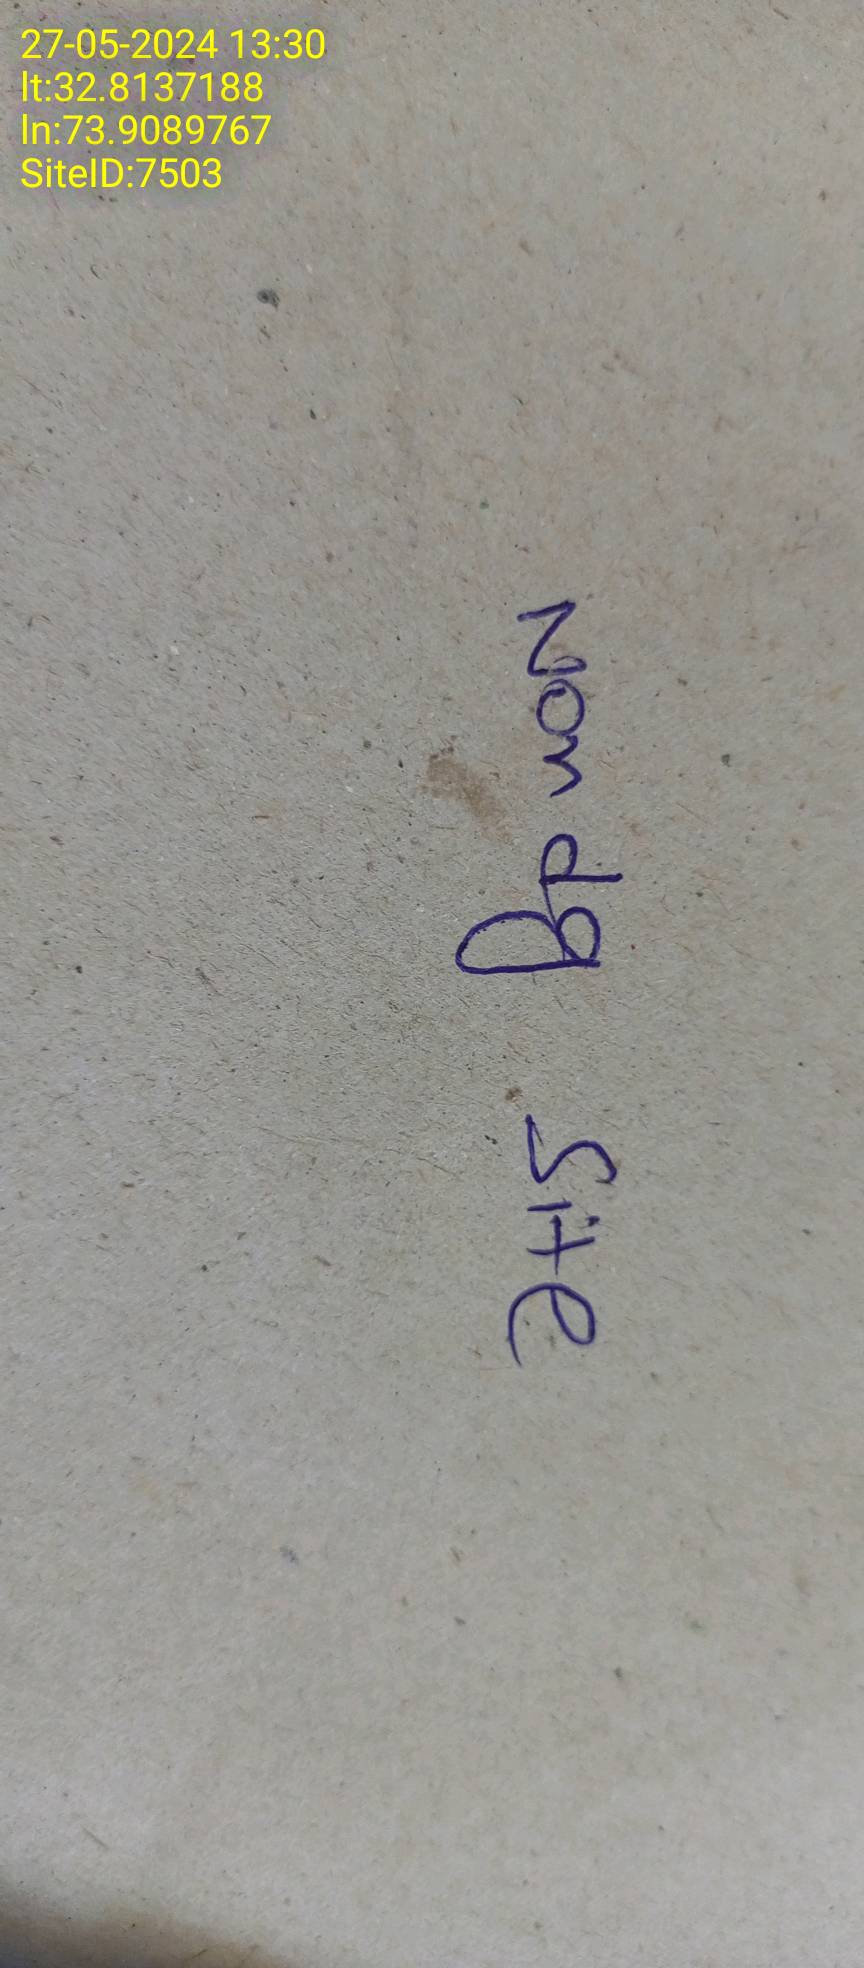 27-05-2024 13:30
lt:32.8137188
ln:73.9089767
SiteID:7503
Non dg Site